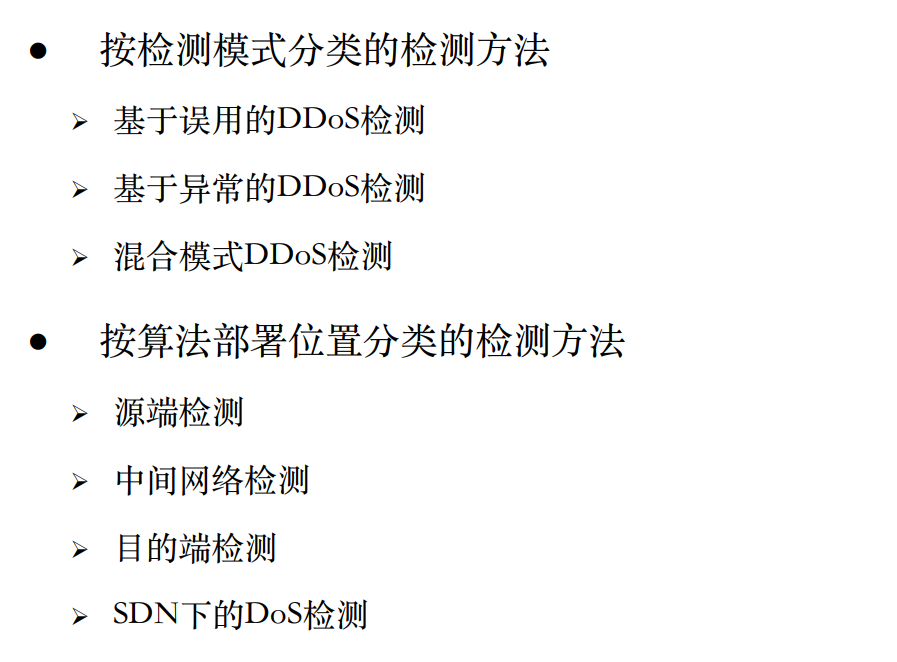 ● 按检测模式分类的检测方法
➢ 基于误用的DDoS检测
➢ 基于异常的DDoS检测
➢ 混合模式DDoS检测
● 按算法部署位置分类的检测方法
➢ 源端检测
➢ 中间网络检测
➢ 目的端检测
➢ SDN下的DoS检测